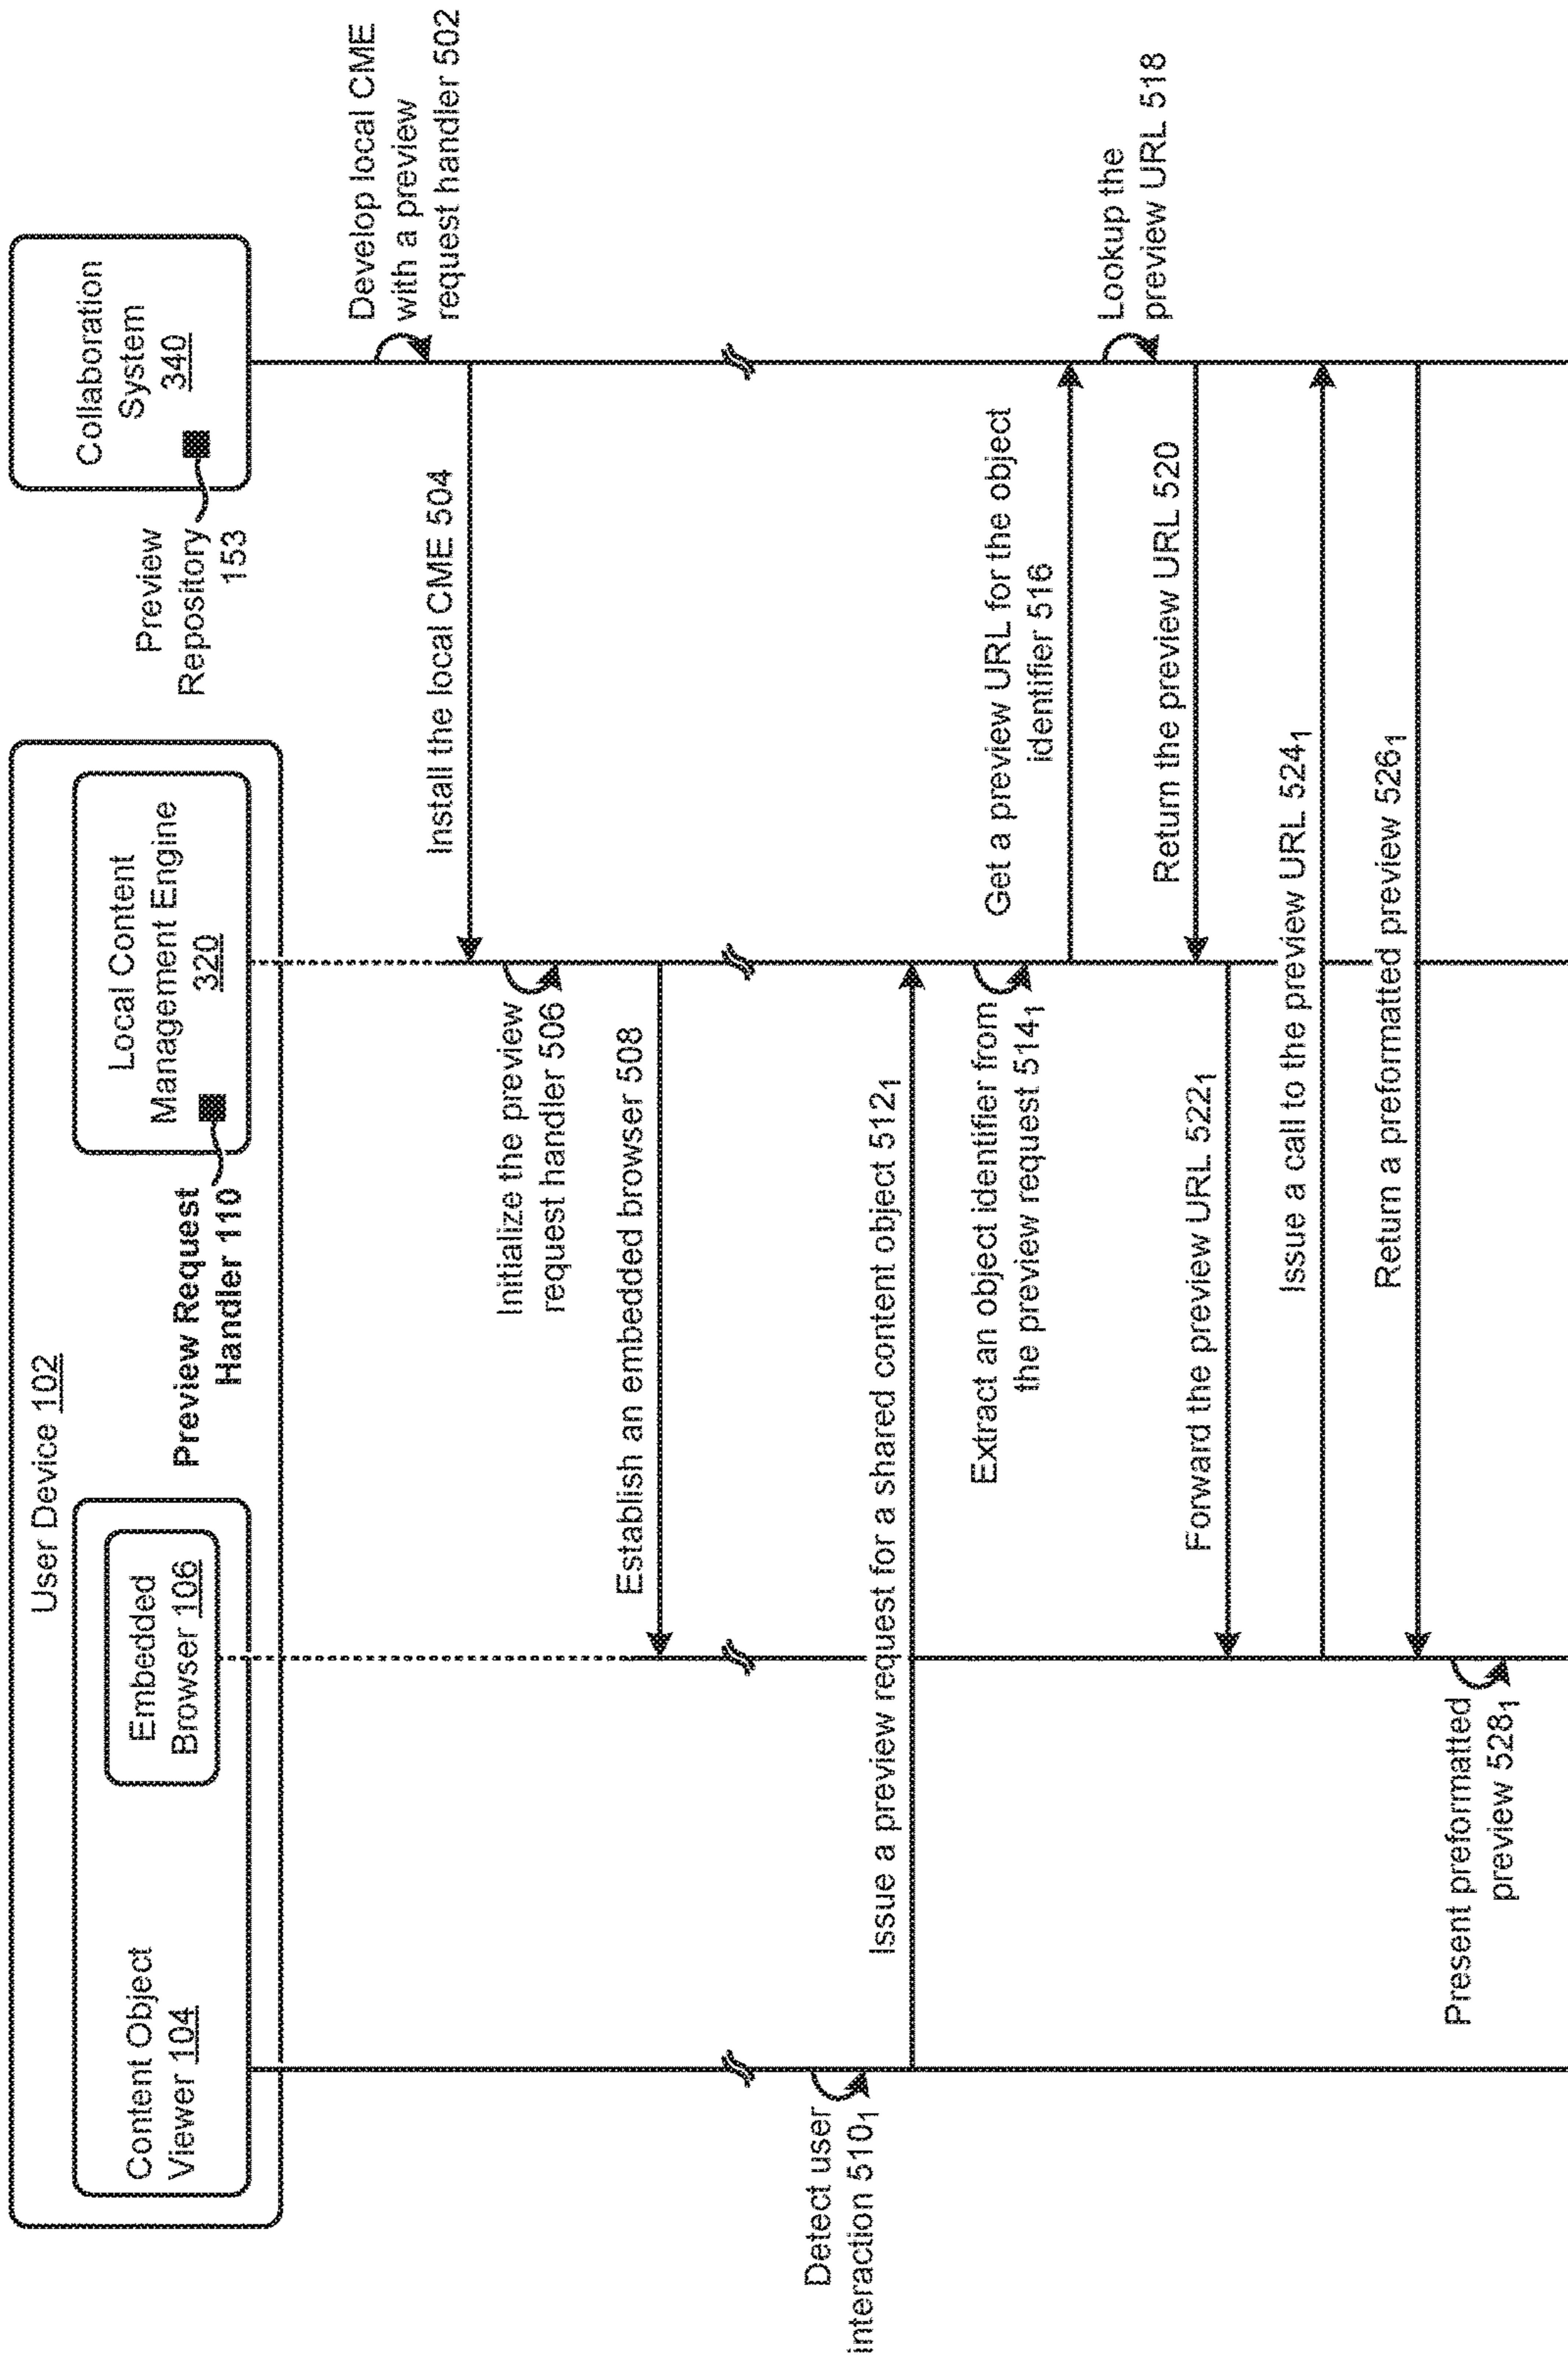 User Device 102
Content Object
Viewer 104
Embedded
Browser 106
Preview Request
Handler 110
Local Content
Management Engine
320
Preview
Repository
153
Collaboration
System
340
Develop local CME
with a preview
request handler 502
Install the local CME 504
Initialize the preview
request handler 506
Establish an embedded browser 508
Detect user
interaction 510₁
Issue a preview request for a shared content object 512₁
Extract an object identifier from
the preview request 514₁
Get a preview URL for the object
identifier 516
Lookup the
preview URL 518
Return the preview URL 520
Forward the preview URL 522₁
Issue a call to the preview URL 524₁
Return a preformatted preview 526₁
Present preformatted
preview 528₁